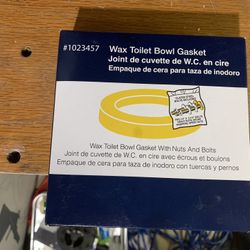 #1023457 Wax Toilet Bowl Gasket
Joint de cuvette de W.C. en cire
Empaque de cera para taza de inodoro
Wax Toilet Bowl Gasket With Nuts And Bolts
Joint de cuvette de W.C. en cire avec écrous et boulons
Empaque de cera para taza de inodoro con tuercas y pernos